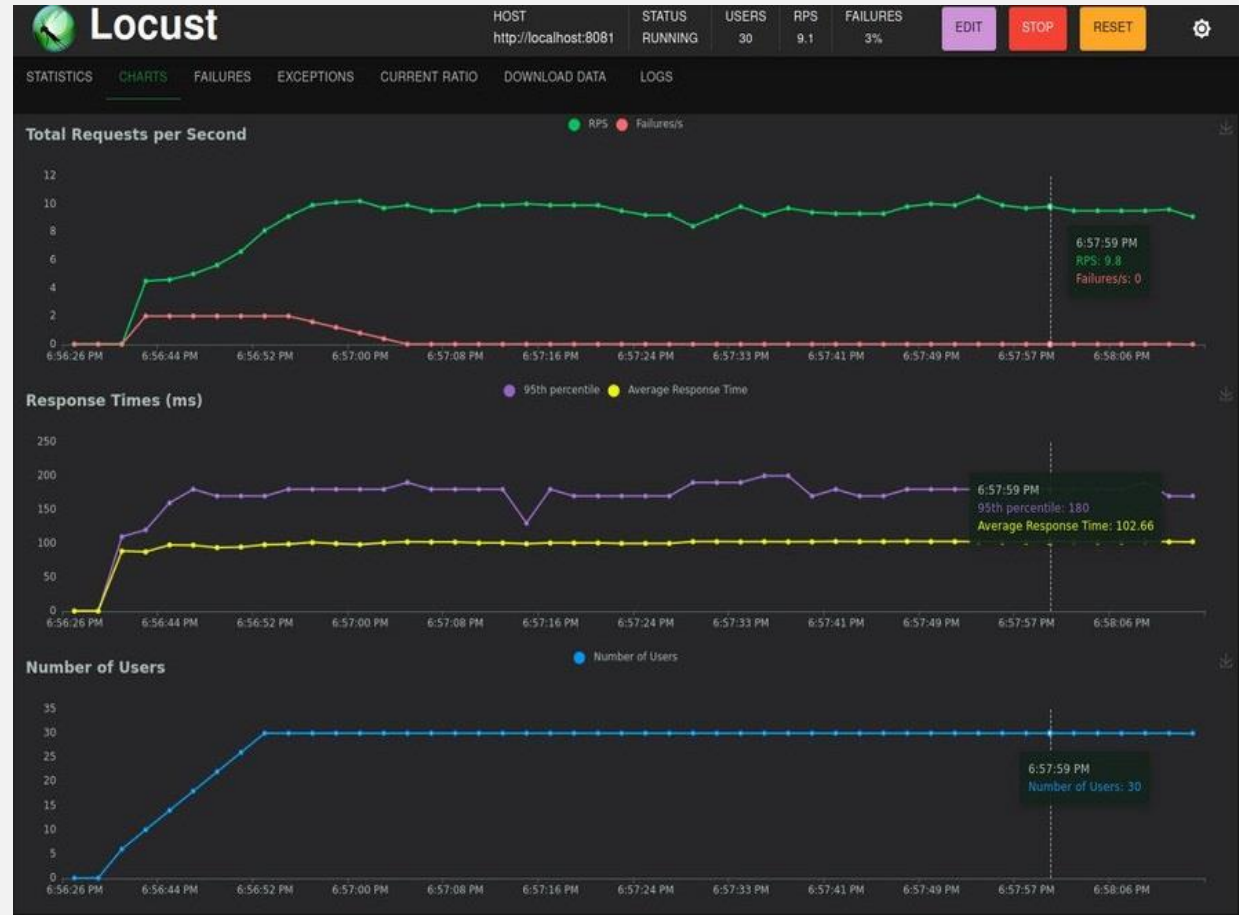 Locust
HOST
http://localhost:8081
STATUS
RUNNING
USERS
30
RPS
9.1
FAILURES
3%
EDIT
STOP
RESET
STATISTICS CHARTS FAILURES EXCEPTIONS CURRENT RATIO DOWNLOAD DATA LOGS
Total Requests per Second
RPS Failures/s
12
10
8
6
4
2
0
6:57:59 PM
RPS: 9.8
Failures/s: 0
6:56:26 PM 6:56:44 PM 6:56:52 PM 6:57:00 PM 6:57:08 PM 6:57:16 PM 6:57:24 PM 6:57:33 PM 6:57:41 PM 6:57:49 PM 6:57:57 PM 6:58:06 PM
Response Times (ms)
95th percentile Average Response Time
250
200
150
100
50
0
6:57:59 PM
95th percentile: 180
Average Response Time: 102.66
6:56:26 PM 6:56:44 PM 6:56:52 PM 6:57:00 PM 6:57:08 PM 6:57:16 PM 6:57:24 PM 6:57:33 PM 6:57:41 PM 6:57:49 PM 6:57:57 PM 6:58:06 PM
Number of Users
Number of Users
35
30
25
20
15
10
5
0
6:57:59 PM
Number of Users: 30
6:56:26 PM 6:56:44 PM 6:56:52 PM 6:57:00 PM 6:57:08 PM 6:57:16 PM 6:57:24 PM 6:57:33 PM 6:57:41 PM 6:57:49 PM 6:57:57 PM 6:58:06 PM